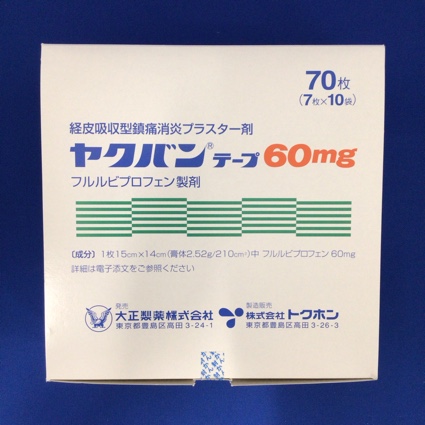 70枚
(7枚×10袋)
経皮吸収型鎮痛消炎プラスター剤
ヤクバン®テープ60mg
フルルビプロフェン製剤
〔成分〕1枚15cm×14cm(膏体2.52g/210cm²)中 フルルビプロフェン 60mg
詳細は電子添文をご参照ください
発売
大正製薬株式会社
東京都豊島区高田3-24-1
製造販売
株式会社トクホン
東京都豊島区高田3-26-3